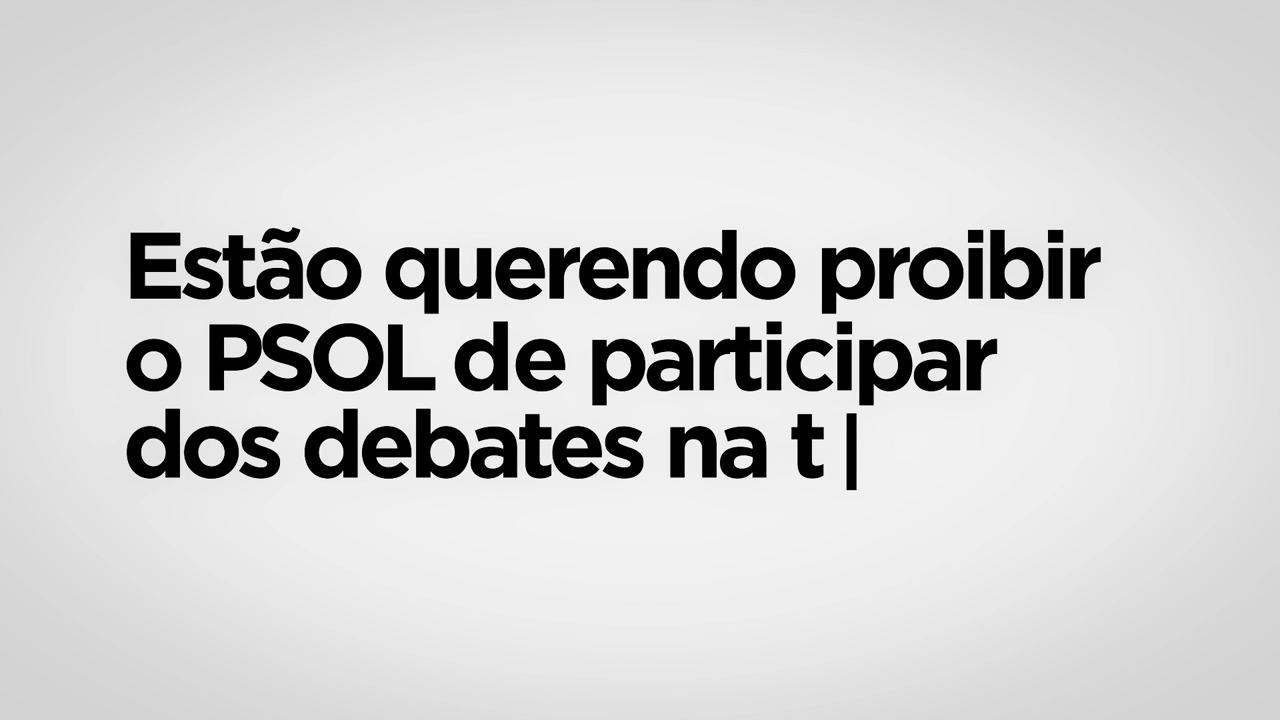 Estão querendo proibir
o PSOL de participar
dos debates na t